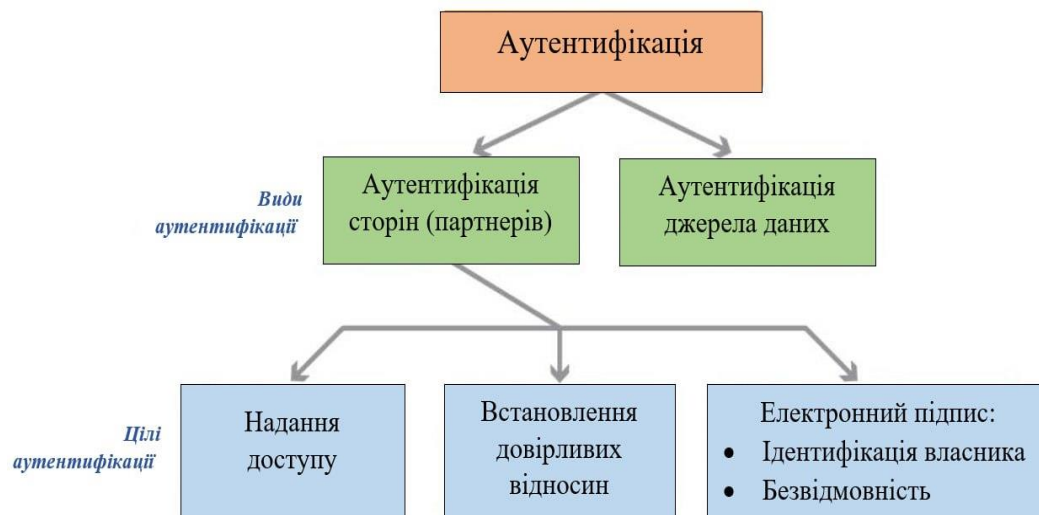 Аутентифікація
Види
аутентифікації
Аутентифікація
сторін (партнерів)
Аутентифікація
джерела даних
Цілі
аутентифікації
Надання
доступу
Встановлення
довірливих
відносин
Електронний підпис:
• Ідентифікація власника
• Безвідмовність